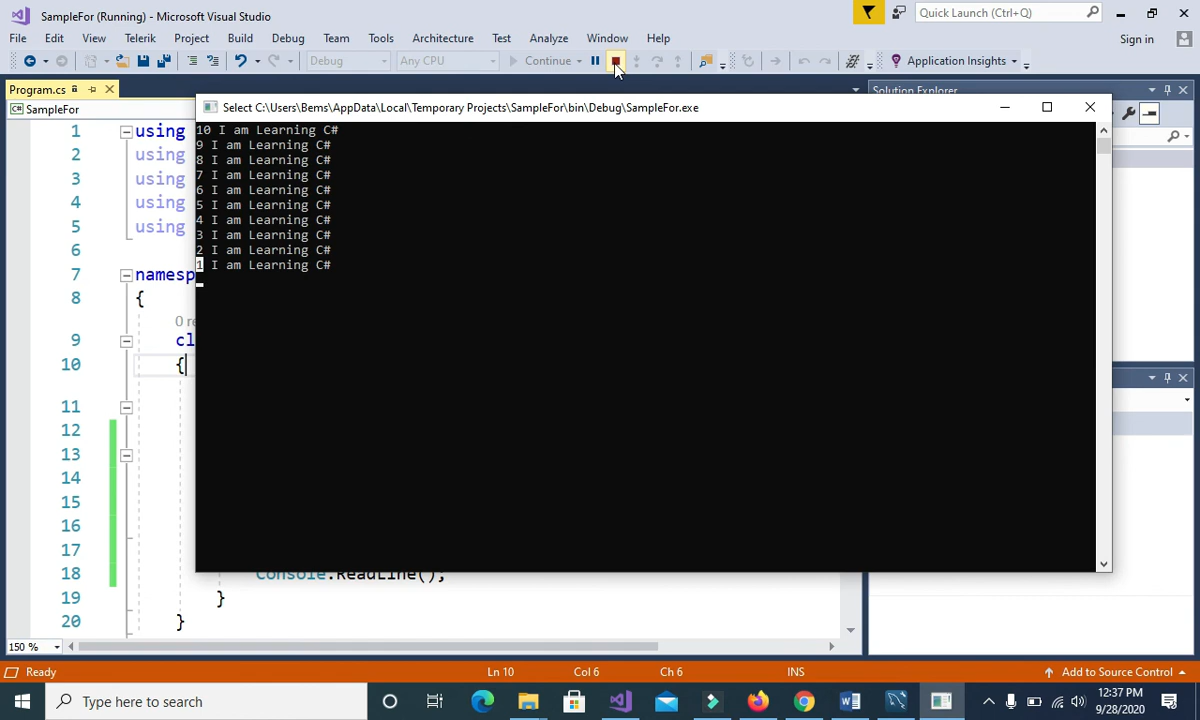 SampleFor (Running) - Microsoft Visual Studio
Quick Launch (Ctrl+Q)
File Edit View Telerik Project Build Debug Team Tools Architecture Test Analyze Window Help
Sign in
Debug Any CPU Continue Application Insights
Program.cs
Solution Explorer
SampleFor
Select C:\Users\Bems\AppData\Local\Temporary Projects\SampleFor\bin\Debug\SampleFor.exe
10 I am Learning C#
9 I am Learning C#
8 I am Learning C#
7 I am Learning C#
6 I am Learning C#
5 I am Learning C#
4 I am Learning C#
3 I am Learning C#
2 I am Learning C#
1 I am Learning C#
1 using
2 using
3 using
4 using
5 using
6
7 namesp
8 {
0 re
9 cl
10 {
11
12
13
14
15
16
17
18 Console.ReadLine();
19 }
20 }
150 %
Ready Ln 10 Col 6 Ch 6 INS Add to Source Control
Type here to search
12:37 PM
9/28/2020